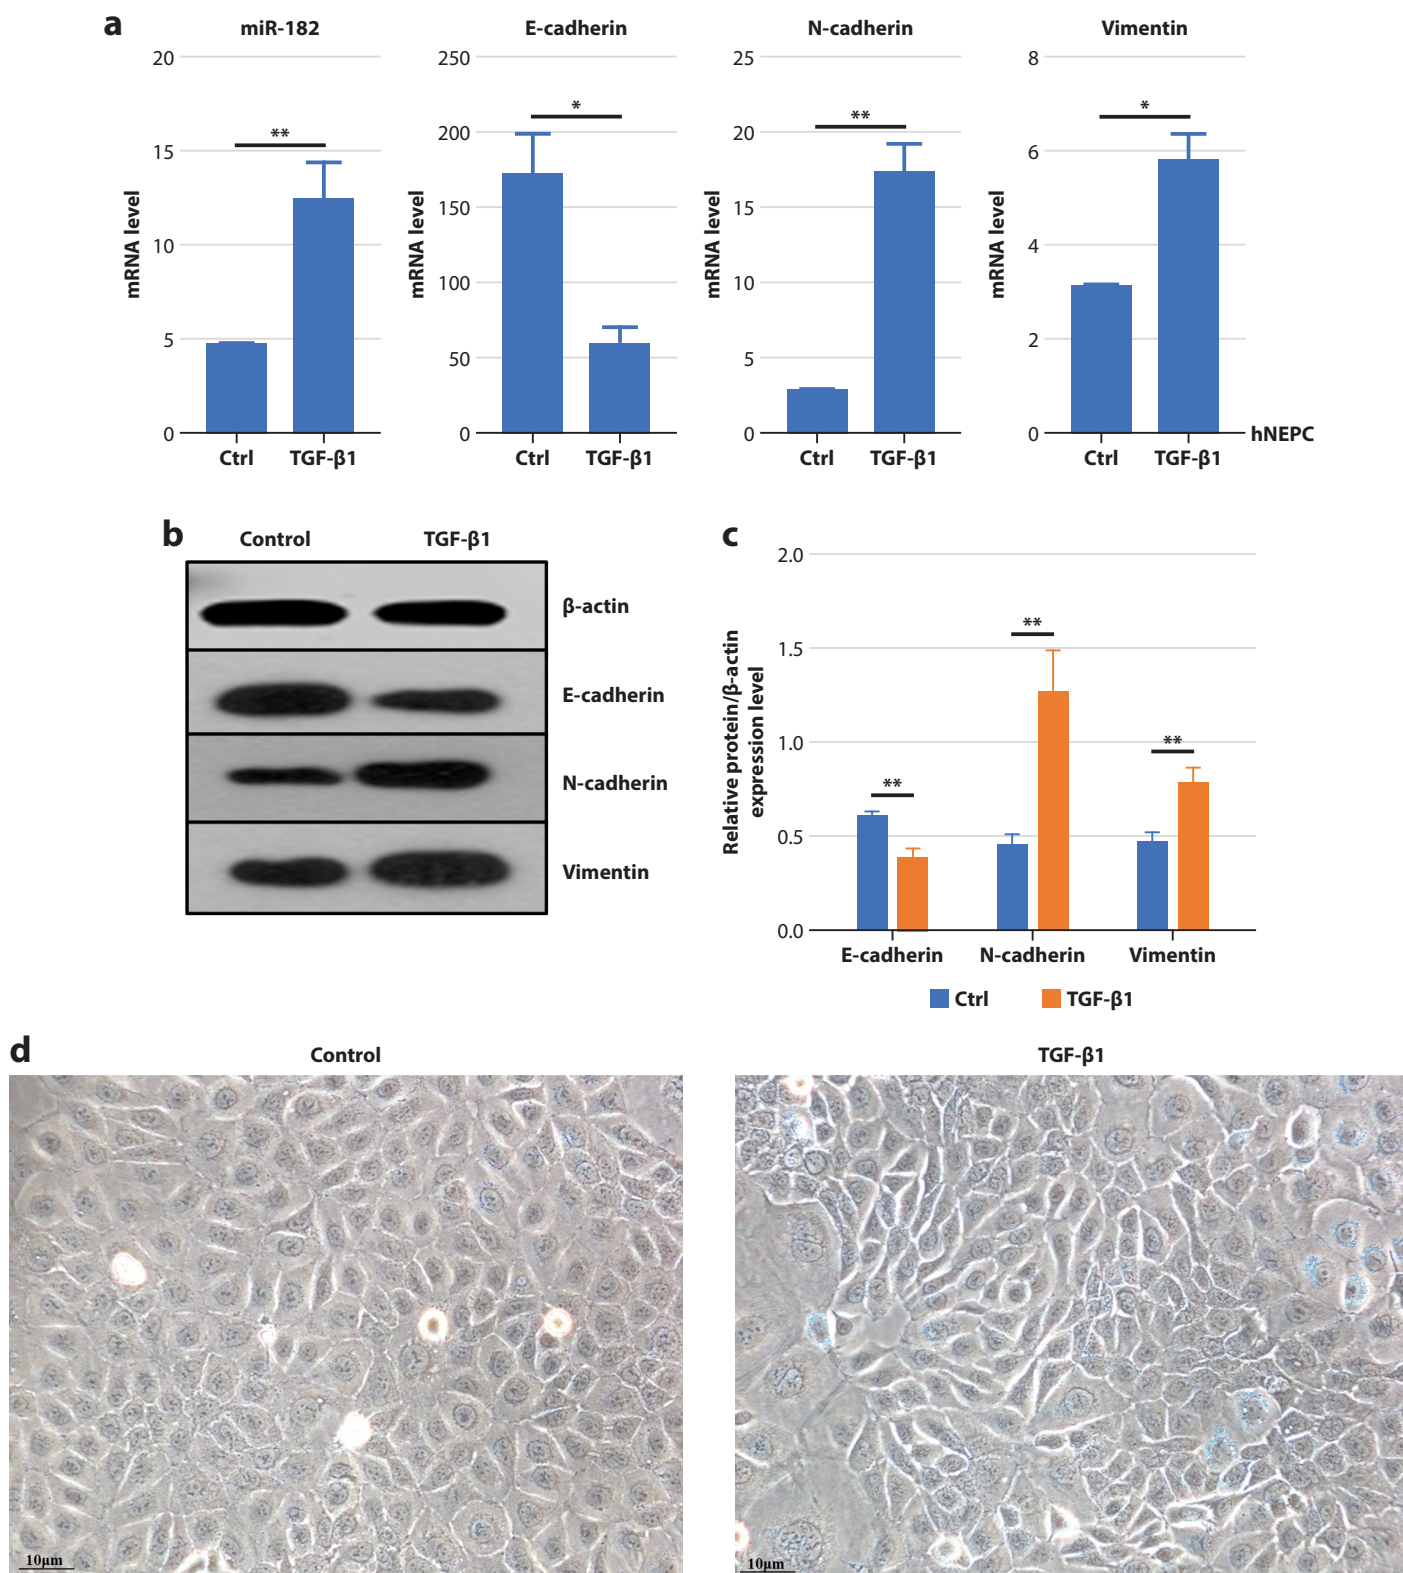 a
miR-182
E-cadherin
N-cadherin
Vimentin
20
15
10
5
0
mRNA level
**
Ctrl
TGF-β1
250
200
150
100
50
0
mRNA level
*
Ctrl
TGF-β1
25
20
15
10
5
0
mRNA level
**
Ctrl
TGF-β1
8
6
4
2
0
mRNA level
*
Ctrl
TGF-β1
hNEPC
b
Control
TGF-β1
β-actin
E-cadherin
N-cadherin
Vimentin
c
2.0
1.5
1.0
0.5
0.0
Relative protein/β-actin
expression level
**
**
**
E-cadherin
N-cadherin
Vimentin
Ctrl
TGF-β1
d
Control
TGF-β1
10μm
10μm